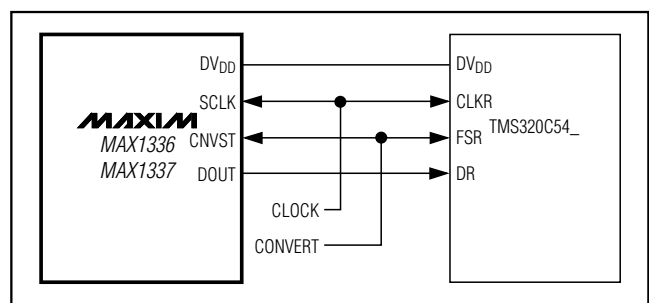 DVDD DVDD
SCLK CLKR
MAXIM
MAX1336
MAX1337
CNVST FSR
TMS320C54_
DOUT DR
CLOCK
CONVERT